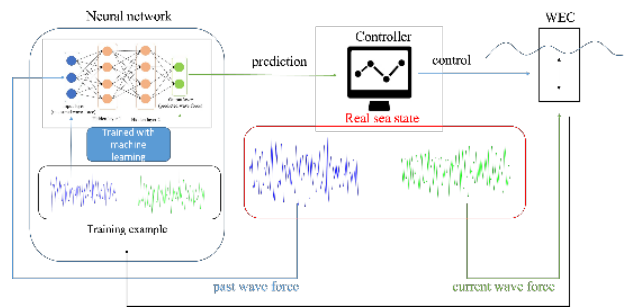 Neural network
Controller
WEC
prediction
control
Real sea state
Trained with
machine
learning
Training example
past wave force
current wave force